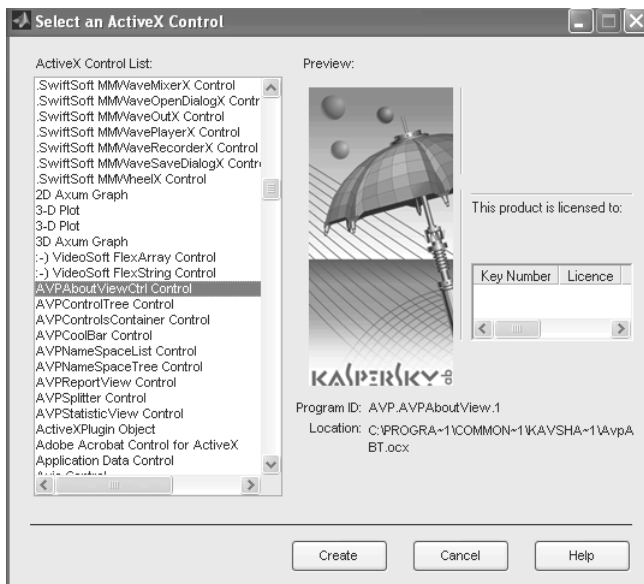 Select an ActiveX Control
ActiveX Control List:
.SwiftSoft MMWaveMixerX Control
.SwiftSoft MMWaveOpenDialogX Contr
.SwiftSoft MMWaveOutX Control
.SwiftSoft MMWavePlayerX Control
.SwiftSoft MMWaveRecorderX Control
.SwiftSoft MMWaveSaveDialogX Contr
.SwiftSoft MMWheelX Control
2D Axum Graph
3-D Plot
3-D Plot
3D Axum Graph
:-) VideoSoft FlexArray Control
:-) VideoSoft FlexString Control
AVPAboutViewCtrl Control
AVPControlTree Control
AVPControlsContainer Control
AVPCoolBar Control
AVPNameSpaceList Control
AVPNameSpaceTree Control
AVPReportView Control
AVPSplitter Control
AVPStatisticView Control
ActiveXPlugin Object
Adobe Acrobat Control for ActiveX
Application Data Control
Preview:
KASPERSKY lab
This product is licensed to:
Key Number Licence
Program ID: AVP.AVPAboutView.1
Location: C:\PROGRA~1\COMMON~1\KAVSHA~1\AvpA
BT.ocx
Create
Cancel
Help